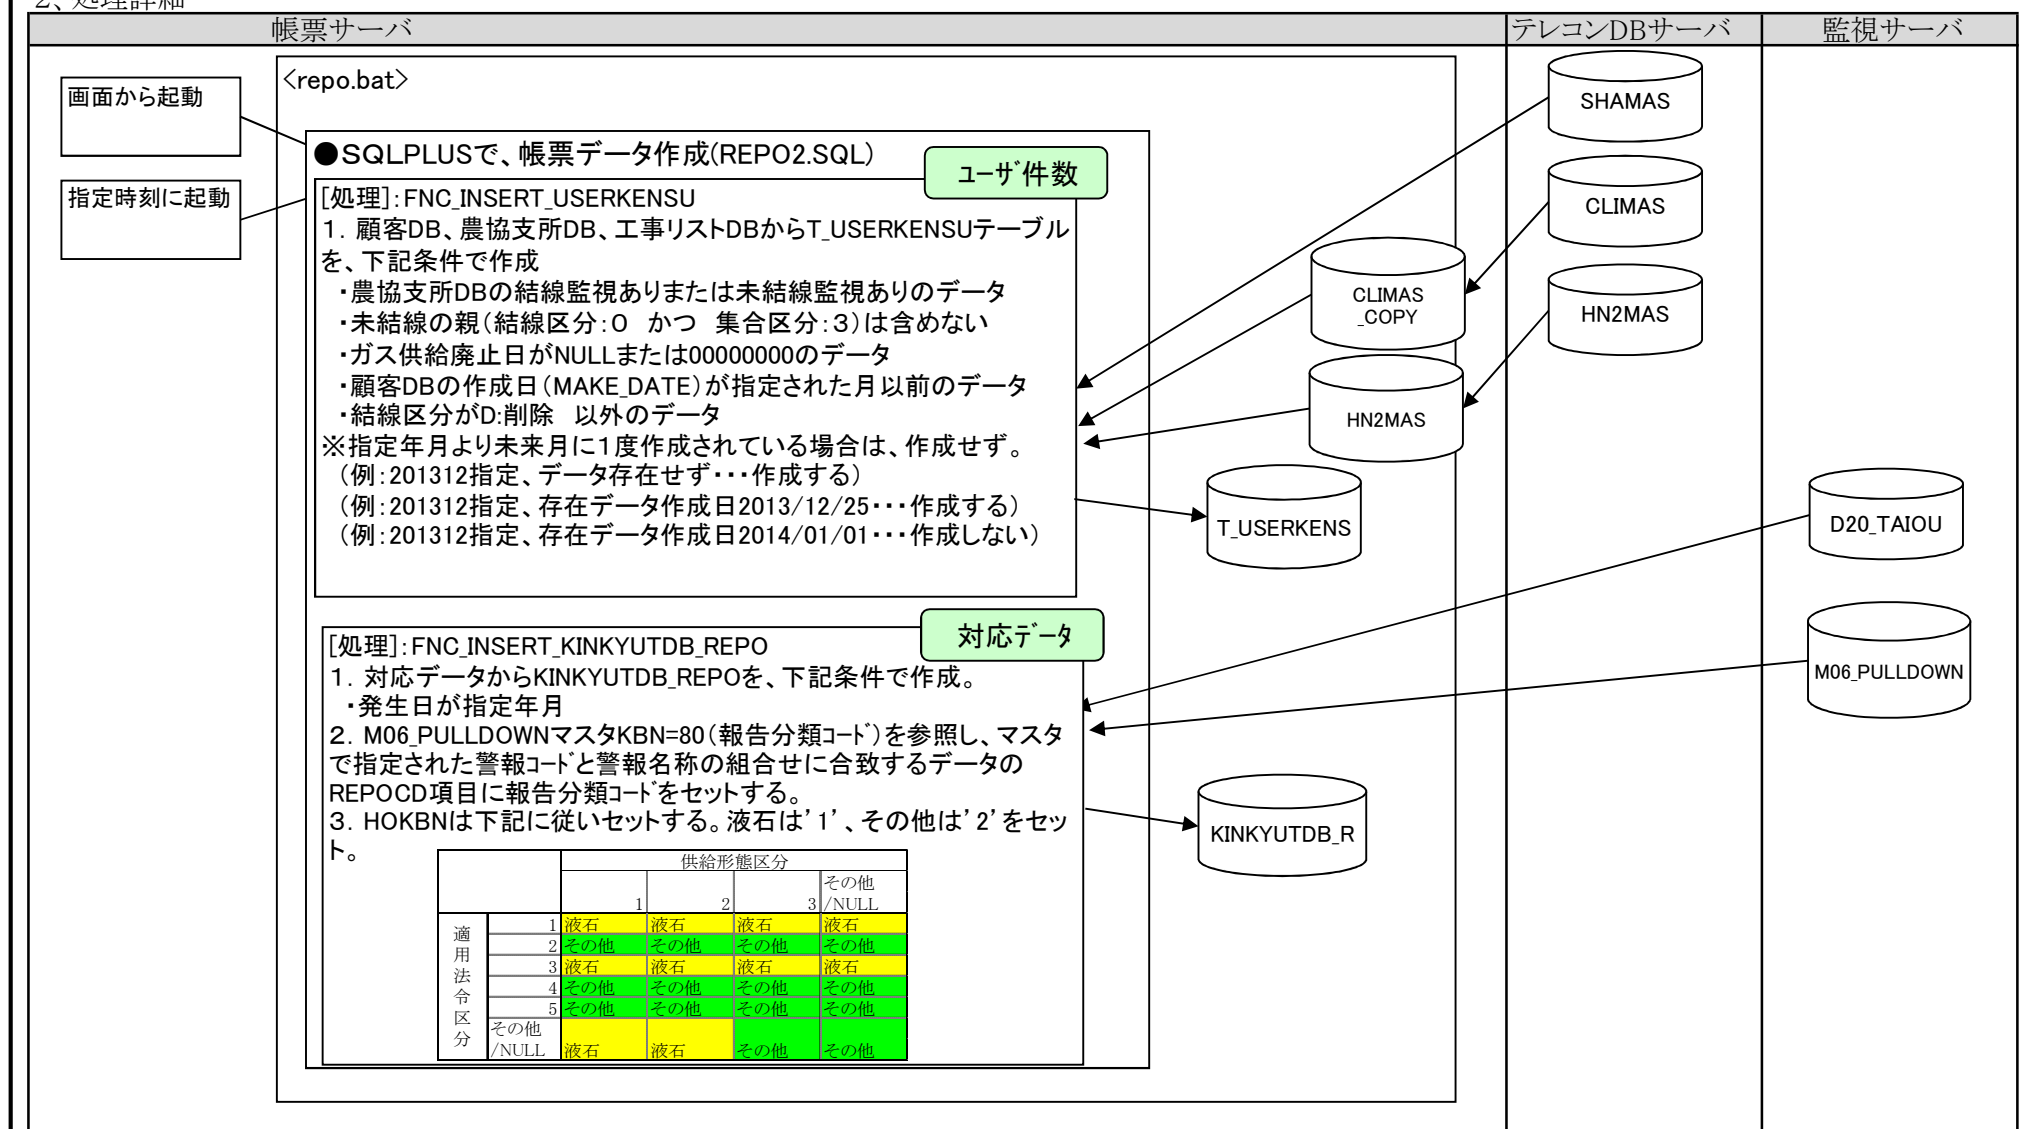 2、処理詳細
帳票サーバ
テレコンDBサーバ
監視サーバ
画面から起動
指定時刻に起動
<repo.bat>
●SQLPLUSで、帳票データ作成(REPO2.SQL)
ﾕｰｻﾞ件数
[処理]:FNC_INSERT_USERKENSU
１．顧客DB、農協支所DB、工事リストDBからT_USERKENSUテーブル
を、下記条件で作成
・農協支所DBの結線監視ありまたは未結線監視ありのデータ
・未結線の親（結線区分：０　かつ　集合区分：３）は含めない
・ガス供給廃止日がNULLまたは00000000のデータ
・顧客DBの作成日（MAKE_DATE）が指定された月以前のデータ
・結線区分がD:削除　以外のデータ
※指定年月より未来月に１度作成されている場合は、作成せず。
（例：201312指定、データ存在せず・・・作成する）
（例：201312指定、存在データ作成日2013/12/25・・・作成する）
（例：201312指定、存在データ作成日2014/01/01・・・作成しない）
対応ﾃﾞｰﾀ
[処理]:FNC_INSERT_KINKYUTDB_REPO
１．対応データからKINKYUTDB_REPOを、下記条件で作成。
・発生日が指定年月
２．M06_PULLDOWNマスタKBN=80（報告分類ｺｰﾄﾞ）を参照し、マスタ
で指定された警報ｺｰﾄﾞと警報名称の組合せに合致するデータの
REPOCD項目に報告分類ｺｰﾄﾞをセットする。
３．HOKBNは下記に従いセットする。液石は’1’、その他は’2’をセッ
ト。
供給形態区分
1 2 3 その他
/NULL
適用法令区分
1 液石 液石 液石 液石
2 その他 その他 その他 その他
3 液石 液石 液石 液石
4 その他 その他 その他 その他
5 その他 その他 その他 その他
その他
/NULL 液石 液石 その他 その他
CLIMAS
_COPY
HN2MAS
T_USERKENS
KINKYUTDB_R
SHAMAS
CLIMAS
HN2MAS
D20_TAIOU
M06_PULLDOWN